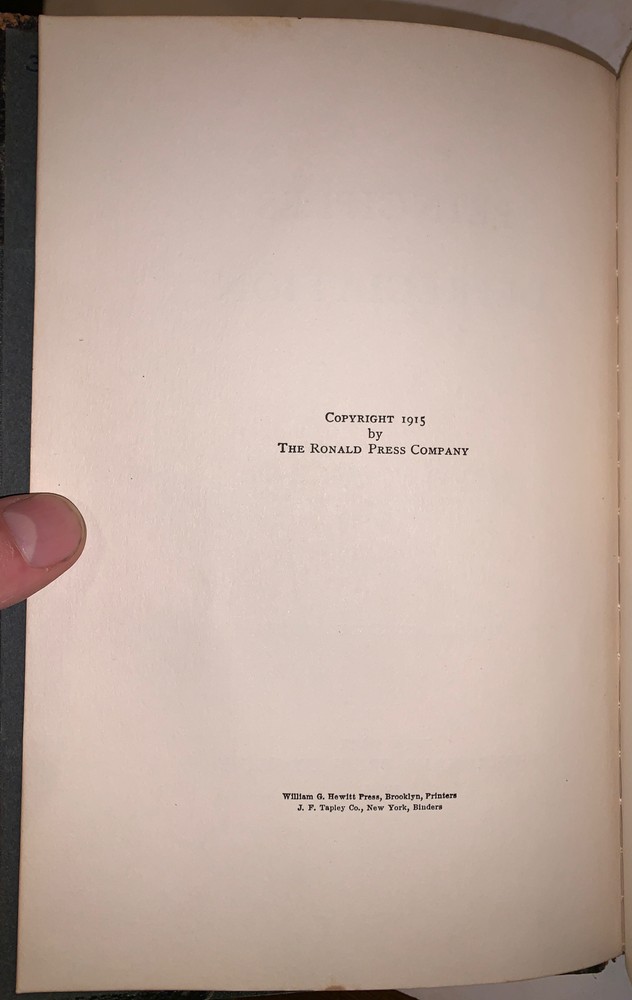 COPYRIGHT 1915
by
THE RONALD PRESS COMPANY
William G. Hewitt Press, Brooklyn, Printers
J. F. Tapley Co., New York, Binders